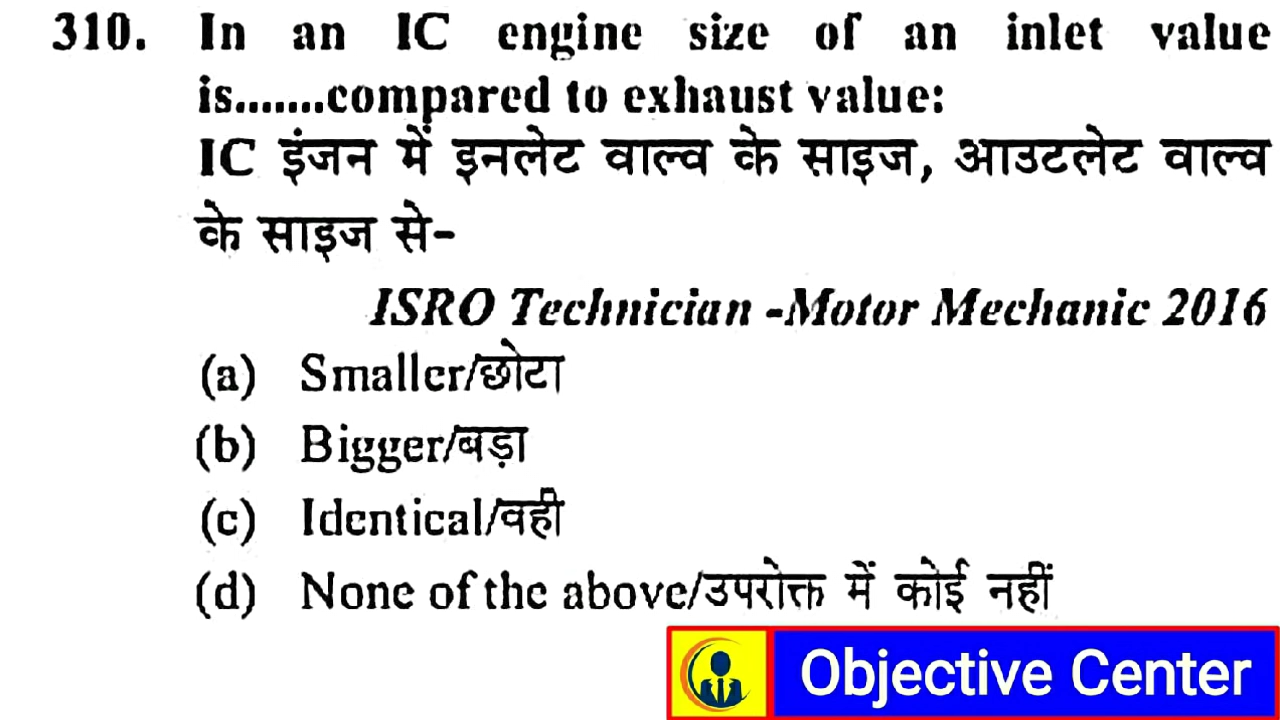 310. In an IC engine size of an inlet value
is.......compared to exhaust value:
IC इंजन में इनलेट वाल्व के साइज, आउटलेट वाल्व
के साइज से-
ISRO Technician -Motor Mechanic 2016
(a) Smaller/छोटा
(b) Bigger/बड़ा
(c) Identical/वही
(d) None of the above/उपरोक्त में कोई नहीं
Objective Center